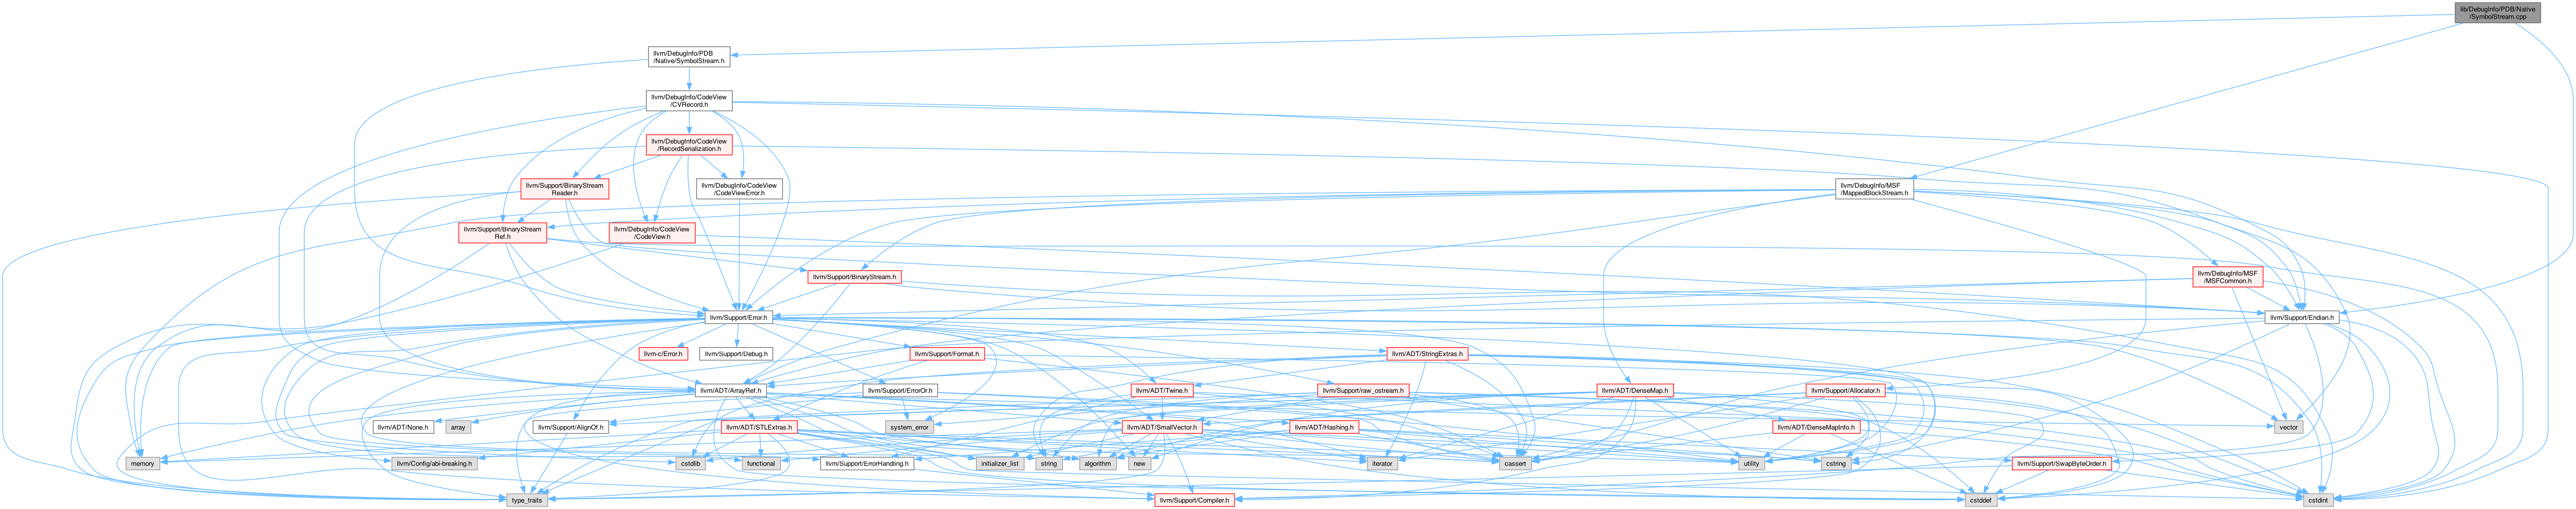 lib/DebugInfo/PDB/Native
/SymbolStream.cpp
llvm/DebugInfo/PDB
/Native/SymbolStream.h
llvm/DebugInfo/CodeView
/CVRecord.h
llvm/DebugInfo/CodeView
/RecordSerialization.h
llvm/Support/BinaryStream
Reader.h
llvm/DebugInfo/CodeView
/CodeViewError.h
llvm/DebugInfo/MSF
/MappedBlockStream.h
llvm/Support/BinaryStream
Ref.h
llvm/DebugInfo/CodeView
/CodeView.h
llvm/Support/BinaryStream.h
llvm/DebugInfo/MSF
/MSFCommon.h
llvm/Support/Error.h
llvm/Support/Endian.h
llvm-c/Error.h
llvm/Support/Debug.h
llvm/Support/Format.h
llvm/ADT/StringExtras.h
llvm/ADT/ArrayRef.h
llvm/Support/ErrorOr.h
llvm/ADT/Twine.h
llvm/Support/raw_ostream.h
llvm/ADT/DenseMap.h
llvm/Support/Allocator.h
llvm/ADT/None.h
array
llvm/Support/AlignOf.h
llvm/ADT/STLExtras.h
system_error
llvm/ADT/SmallVector.h
llvm/ADT/Hashing.h
llvm/ADT/DenseMapInfo.h
vector
memory
llvm/Config/abi-breaking.h
cstdlib
functional
llvm/Support/ErrorHandling.h
initializer_list
string
algorithm
new
iterator
cassert
utility
cstring
llvm/Support/SwapByteOrder.h
type_traits
llvm/Support/Compiler.h
cstddef
cstdint